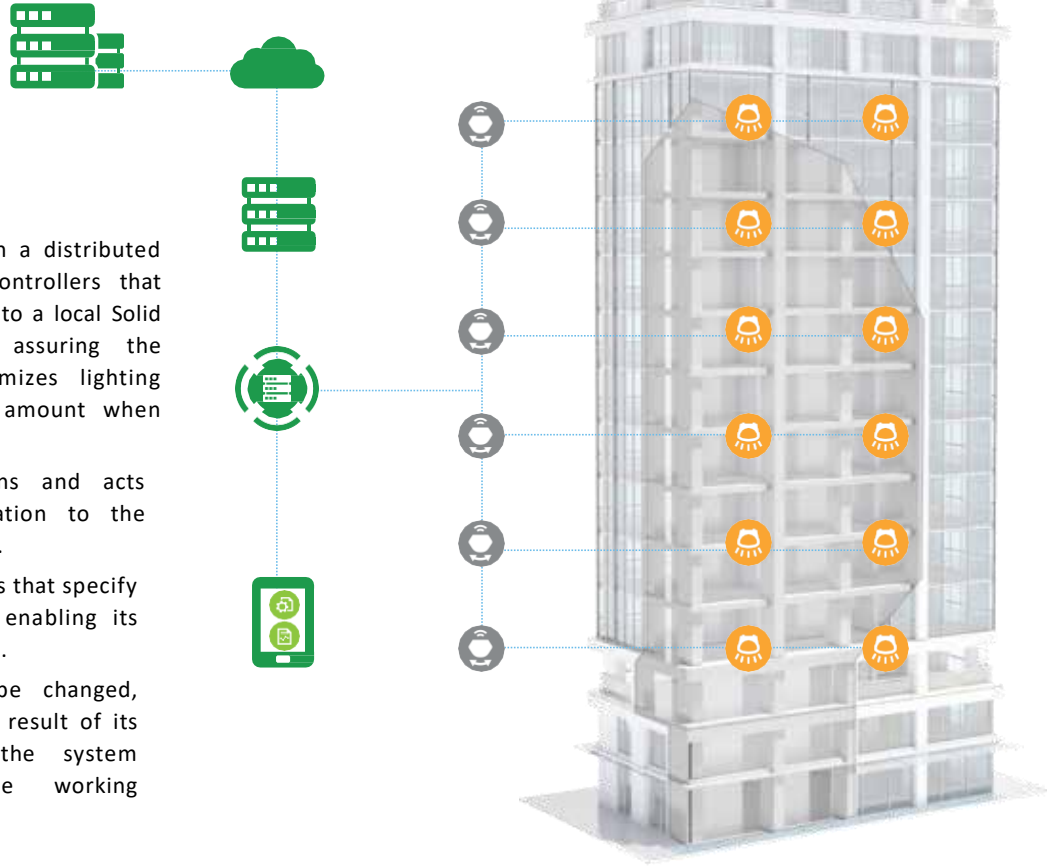 n a distributed
ontrollers that
to a local Solid
assuring the
mizes lighting
amount when
ns and acts
ation to the
.
s that specify
enabling its
.
be changed,
result of its
the system
e working